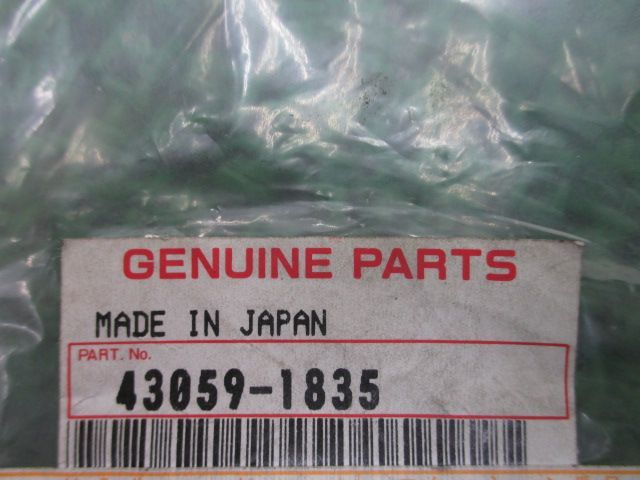 GENUINE PARTS
MADE IN JAPAN
PART. No.
43059-1835